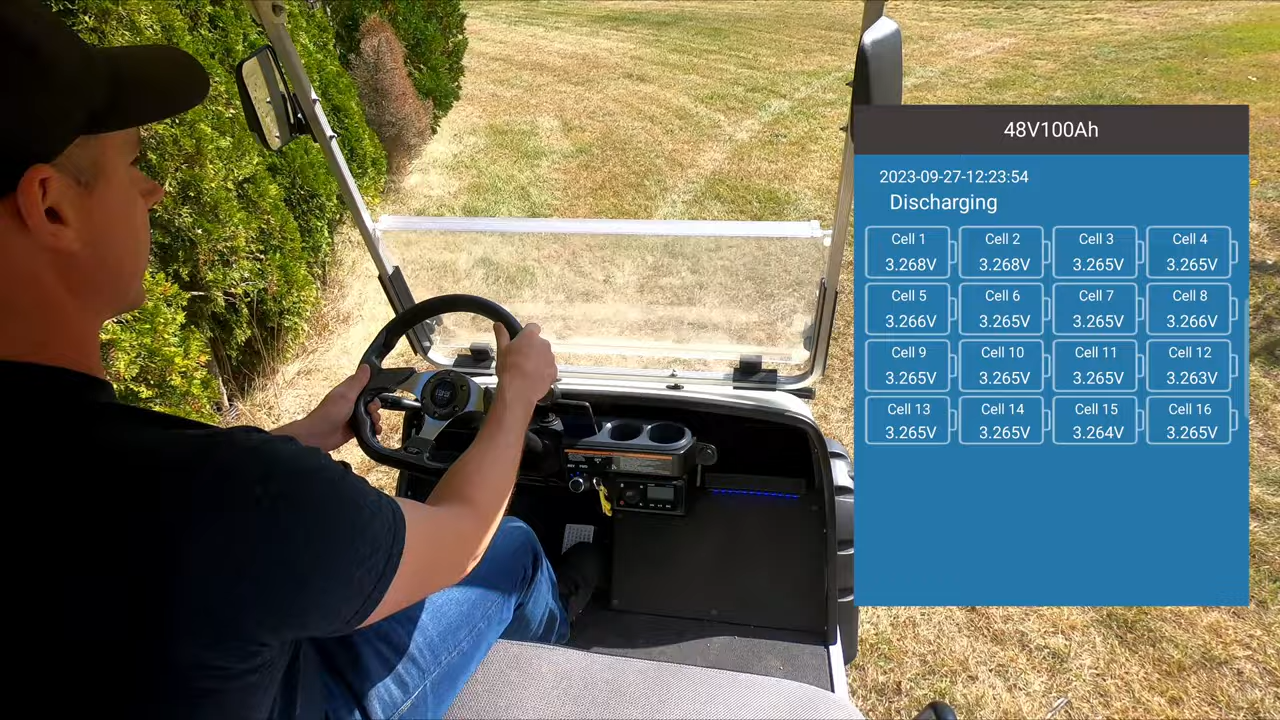 48V100Ah
2023-09-27-12:23:54
Discharging
Cell 1 Cell 2 Cell 3 Cell 4
3.268V 3.268V 3.265V 3.265V
Cell 5 Cell 6 Cell 7 Cell 8
3.266V 3.265V 3.265V 3.266V
Cell 9 Cell 10 Cell 11 Cell 12
3.265V 3.265V 3.265V 3.263V
Cell 13 Cell 14 Cell 15 Cell 16
3.265V 3.265V 3.264V 3.265V